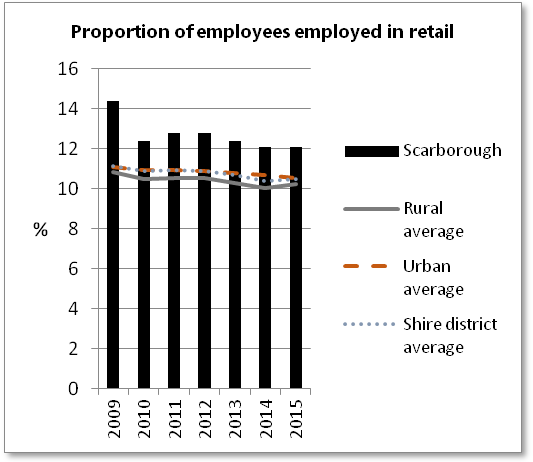 Proportion of employees employed in retail
16
14
12
10
8
6
4
2
0
%
2009
2010
2011
2012
2013
2014
2015
Scarborough
Rural
average
Urban
average
Shire district
average